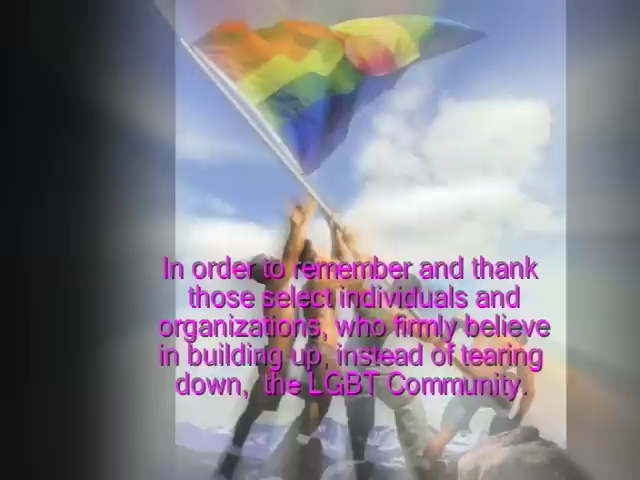 In order to remember and thank
those select individuals and
organizations, who firmly believe
in building up, instead of tearing
down,  the LGBT Community.